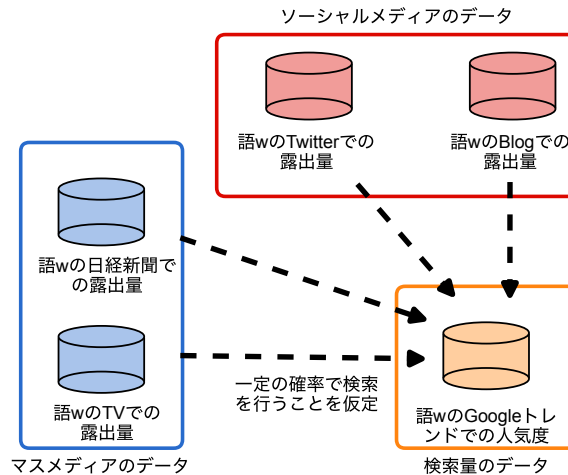 ソーシャルメディアのデータ
語wのTwitterでの
露出量
語wのBlogでの
露出量
語wの日経新聞で
の露出量
語wのTVでの
露出量
マスメディアのデータ
一定の確率で検索
を行うことを仮定
語wのGoogleトレ
ンドでの人気度
検索量のデータ